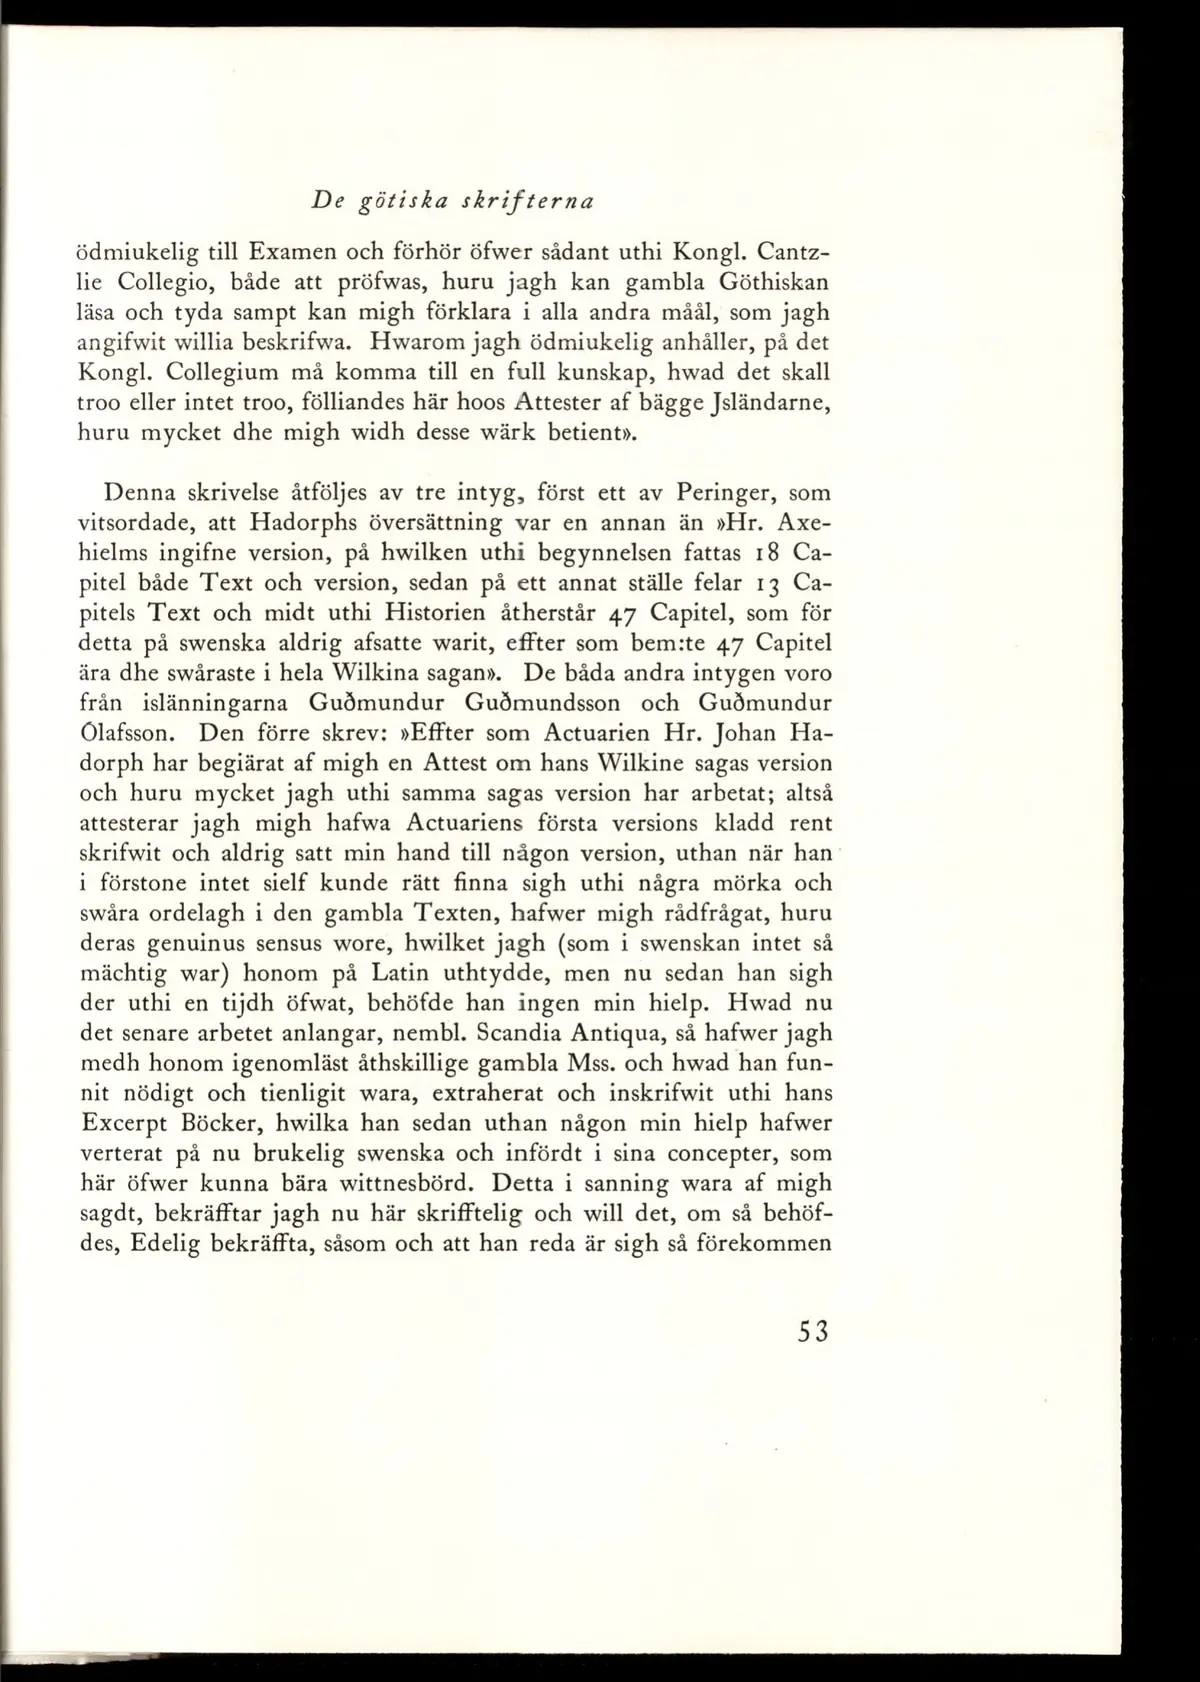 De götiska skrifterna
ödmiukelig till Examen och förhör öfwer sådant uthi Kongl. Cantz-
lie Collegio, både att pröfwas, huru jagh kan gambla Göthiskan
läsa och tyda sampt kan migh förklara i alla andra måål, som jagh
angifwit willia beskrifwa. Hwarom jagh ödmiukelig anhåller, på det
Kongl. Collegium må komma till en full kunskap, hwad det skall
troo eller intet troo, fölliandes här hoos Attester af bägge Jsländarne,
huru mycket dhe migh widh desse wärk betient».
Denna skrivelse åtföljes av tre intyg, först ett av Peringer, som
vitsordade, att Hadorphs översättning var en annan än »Hr. Axe-
hielms ingifne version, på hwilken uthi begynnelsen fattas 18 Ca-
pitel både Text och version, sedan på ett annat ställe felar 13 Ca-
pitels Text och midt uthi Historien åtherstår 47 Capitel, som för
detta på swenska aldrig afsatte warit, effter som bem:te 47 Capitel
ära dhe swåraste i hela Wilkina sagan». De båda andra intygen voro
från islänningarna Guðmundur Guðmundsson och Guðmundur
Ólafsson. Den förre skrev: »Effter som Actuarien Hr. Johan Ha-
dorph har begiärat af migh en Attest om hans Wilkine sagas version
och huru mycket jagh uthi samma sagas version har arbetat; altså
attesterar jagh migh hafwa Actuariens första versions kladd rent
skrifwit och aldrig satt min hand till någon version, uthan när han
i förstone intet sielf kunde rätt finna sigh uthi några mörka och
swåra ordelagh i den gambla Texten, hafwer migh rådfrågat, huru
deras genuinus sensus wore, hwilket jagh (som i swenskan intet så
mächtig war) honom på Latin uthtydde, men nu sedan han sigh
der uthi en tijdh öfwat, behöfde han ingen min hielp. Hwad nu
det senare arbetet anlangar, nembl. Scandia Antiqua, så hafwer jagh
medh honom igenomläst åthskillige gambla Mss. och hwad han fun-
nit nödigt och tienligit wara, extraherat och inskrifwit uthi hans
Excerpt Böcker, hwilka han sedan uthan någon min hielp hafwer
verterat på nu brukelig swenska och infördt i sina concepter, som
här öfwer kunna bära wittnesbörd. Detta i sanning wara af migh
sagdt, bekräfftar jagh nu här skrifftelig och will det, om så behöf-
des, Edelig bekräffta, såsom och att han reda är sigh så förekommen
53